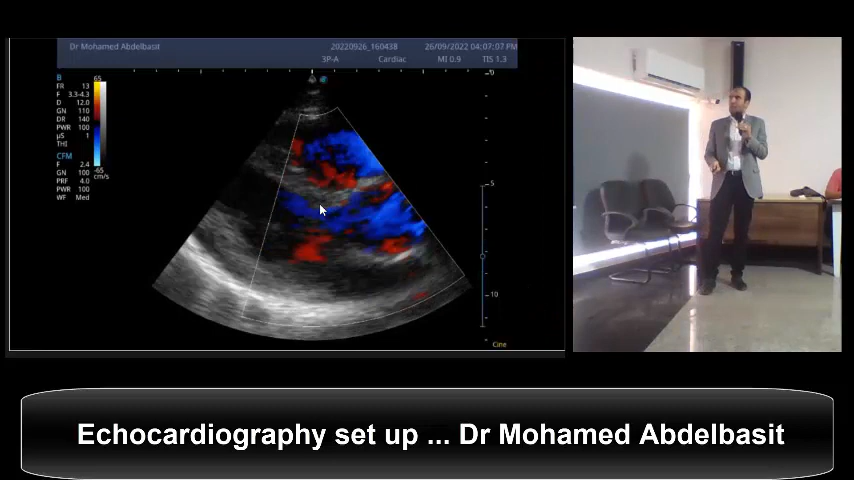 Dr Mohamed Abdelbasit
20220926_160438
26/09/2022 04:07:07 PM
3P-A
Cardiac
MI 0.9
TIS 1.3
B
FR 13
F 3.3-4.3
D 12.0
GN 110
DR 140
PWR 100
µS 1
THI
CFM
F 2.4
GN 100
PRF 4.0
PWR 100
WF Med
65
-65
cm/s
0
5
10
Cine
Echocardiography set up ... Dr Mohamed Abdelbasit